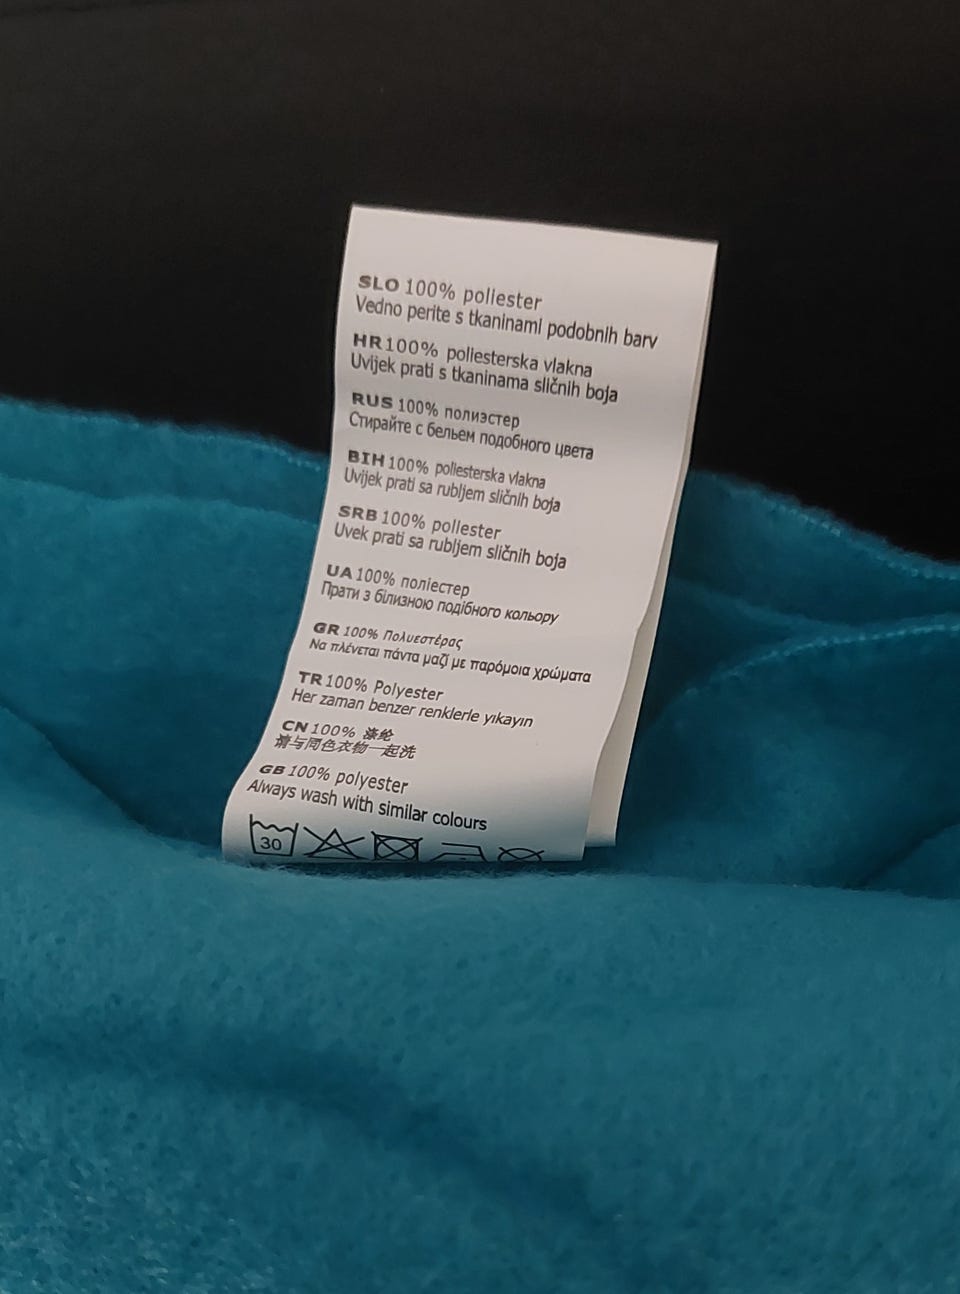 SLO 100% poliester
Vedno perite s tkaninami podobnih barv
HR 100% poliesterska vlakna
Uvijek prati s tkaninama sličnih boja
RUS 100% полиэстер
Стирайте с бельем подобного цвета
BIH 100% poliesterska vlakna
Uvijek prati sa rubljem sličnih boja
SRB 100% poliester
Uvek prati sa rubljem sličnih boja
UA 100% поліестер
Прати з білизною подібного кольору
GR 100% Πολυεστέρας
Να πλένεται πάντα μαζί με παρόμοια χρώματα
TR 100% Polyester
Her zaman benzer renklerle yıkayın
CN 100% 涤纶
请与同色衣物一起洗
GB 100% polyester
Always wash with similar colours
30